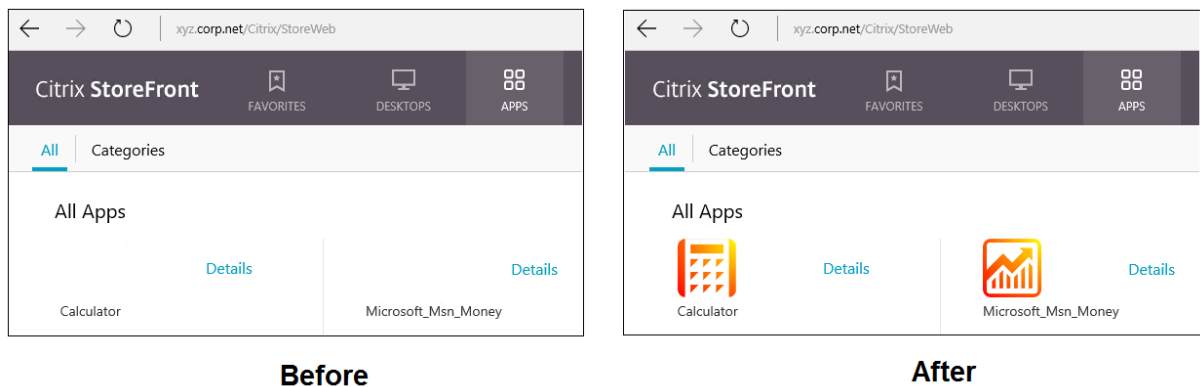 xyz.corp.net/Citrix/StoreWeb
Citrix StoreFront
FAVORITES
DESKTOPS
APPS
All
Categories
All Apps
Details
Details
Calculator
Microsoft_Msn_Money
Before
xyz.corp.net/Citrix/StoreWeb
Citrix StoreFront
FAVORITES
DESKTOPS
APPS
All
Categories
All Apps
Details
Details
Calculator
Microsoft_Msn_Money
After